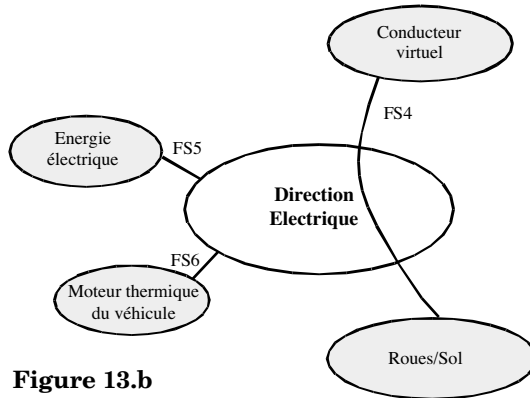 Conducteur
virtuel
FS4
Energie
électrique
FS5
Direction
Electrique
FS6
Moteur thermique
du véhicule
Roues/Sol
Figure 13.b